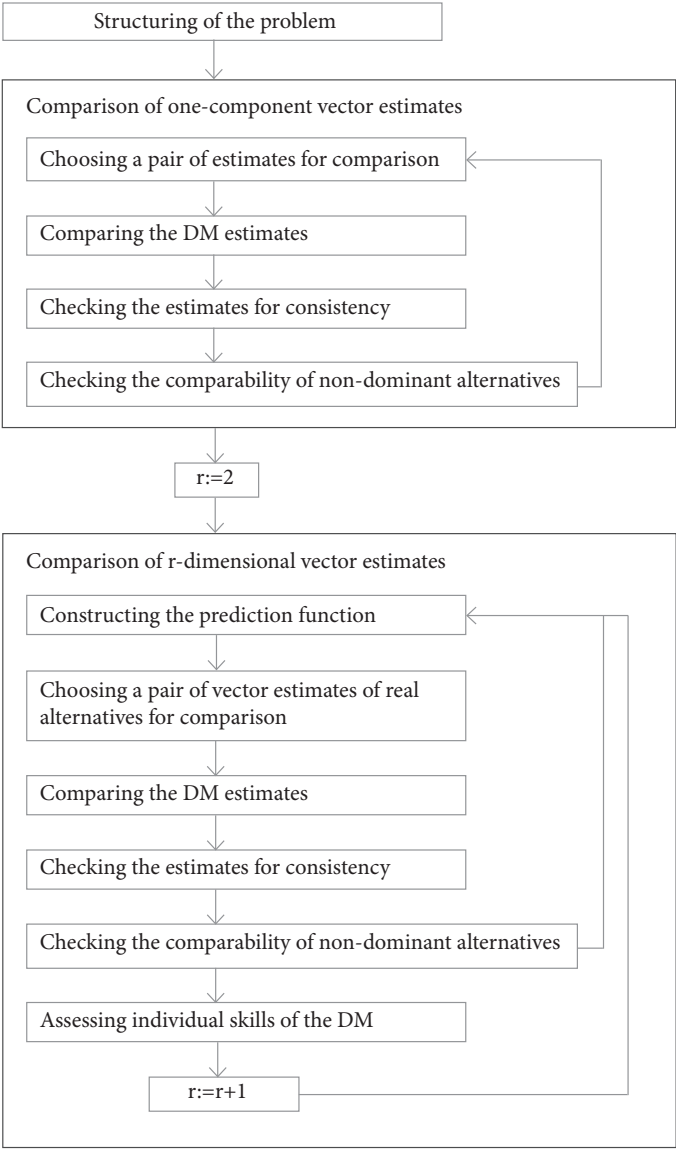 Structuring of the problem
Comparison of one-component vector estimates
Choosing a pair of estimates for comparison
Comparing the DM estimates
Checking the estimates for consistency
Checking the comparability of non-dominant alternatives
r:=2
Comparison of r-dimensional vector estimates
Constructing the prediction function
Choosing a pair of vector estimates of real
alternatives for comparison
Comparing the DM estimates
Checking the estimates for consistency
Checking the comparability of non-dominant alternatives
Assessing individual skills of the DM
r:=r+1